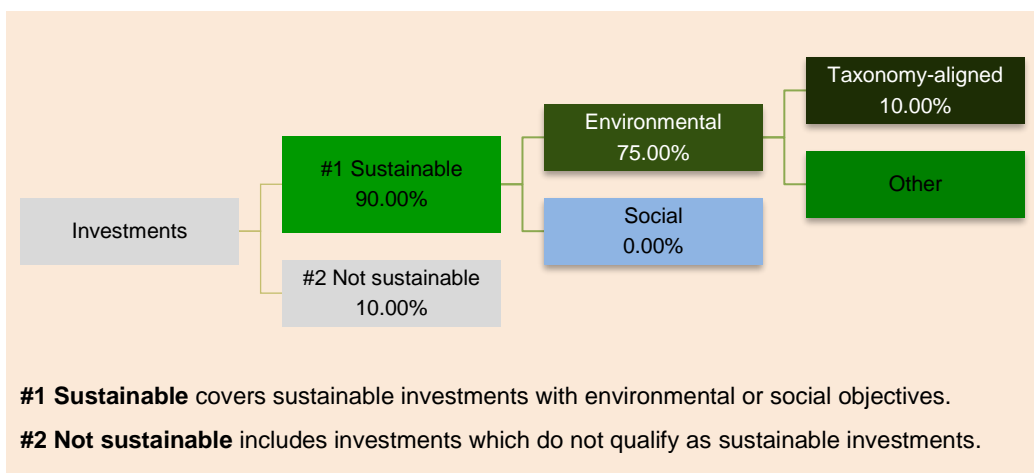 Investments
#1 Sustainable
90.00%
#2 Not sustainable
10.00%
Environmental
75.00%
Social
0.00%
Taxonomy-aligned
10.00%
Other
#1 Sustainable covers sustainable investments with environmental or social objectives.
#2 Not sustainable includes investments which do not qualify as sustainable investments.